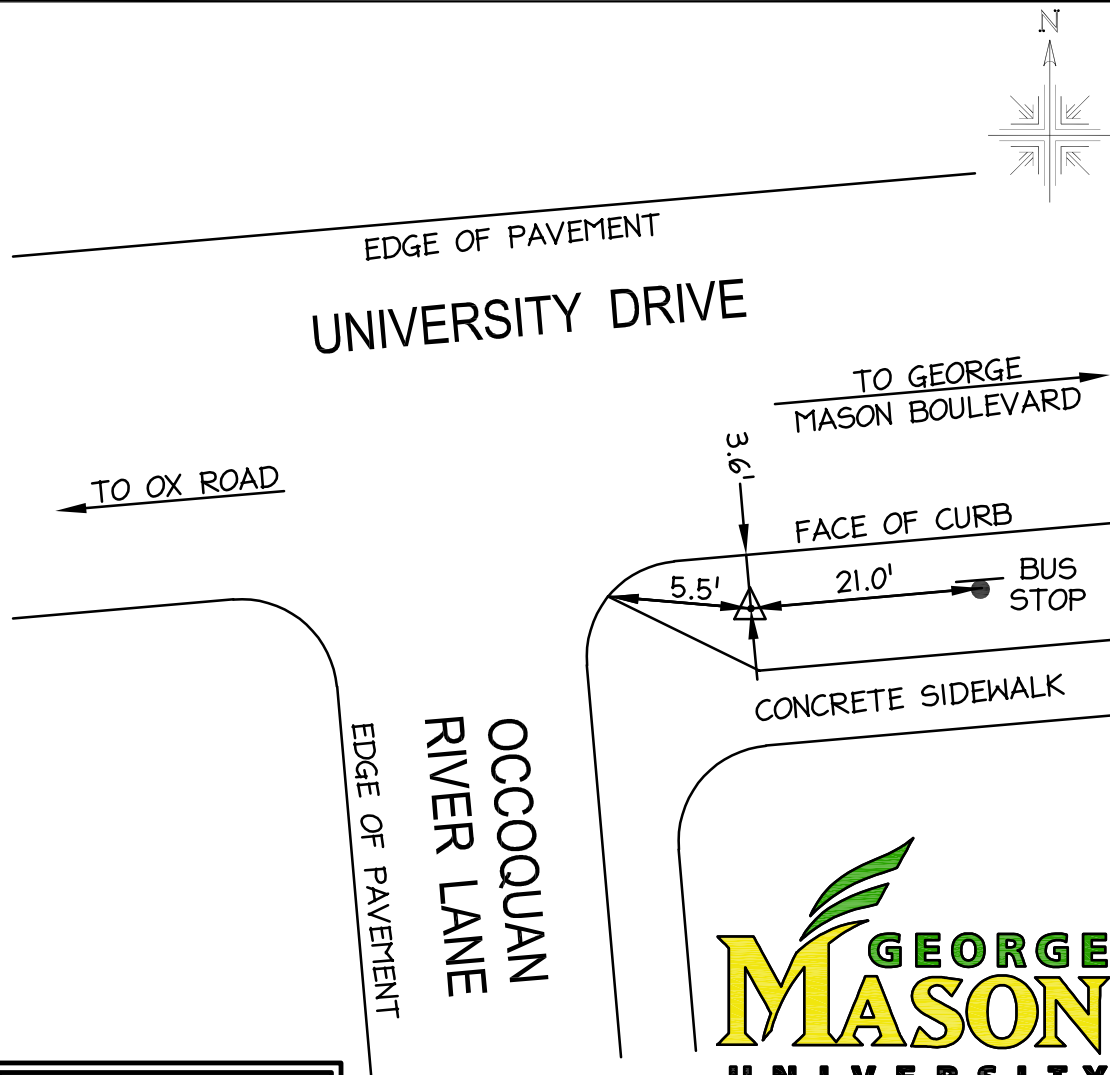 N
EDGE OF PAVEMENT
UNIVERSITY DRIVE
TO GEORGE
MASON BOULEVARD
3.6'
TO OX ROAD
FACE OF CURB
5.5'
21.0'
BUS
STOP
CONCRETE SIDEWALK
EDGE OF PAVEMENT
OCCOQUAN
RIVER LANE
GEORGE
MASON
UNIVERSITY